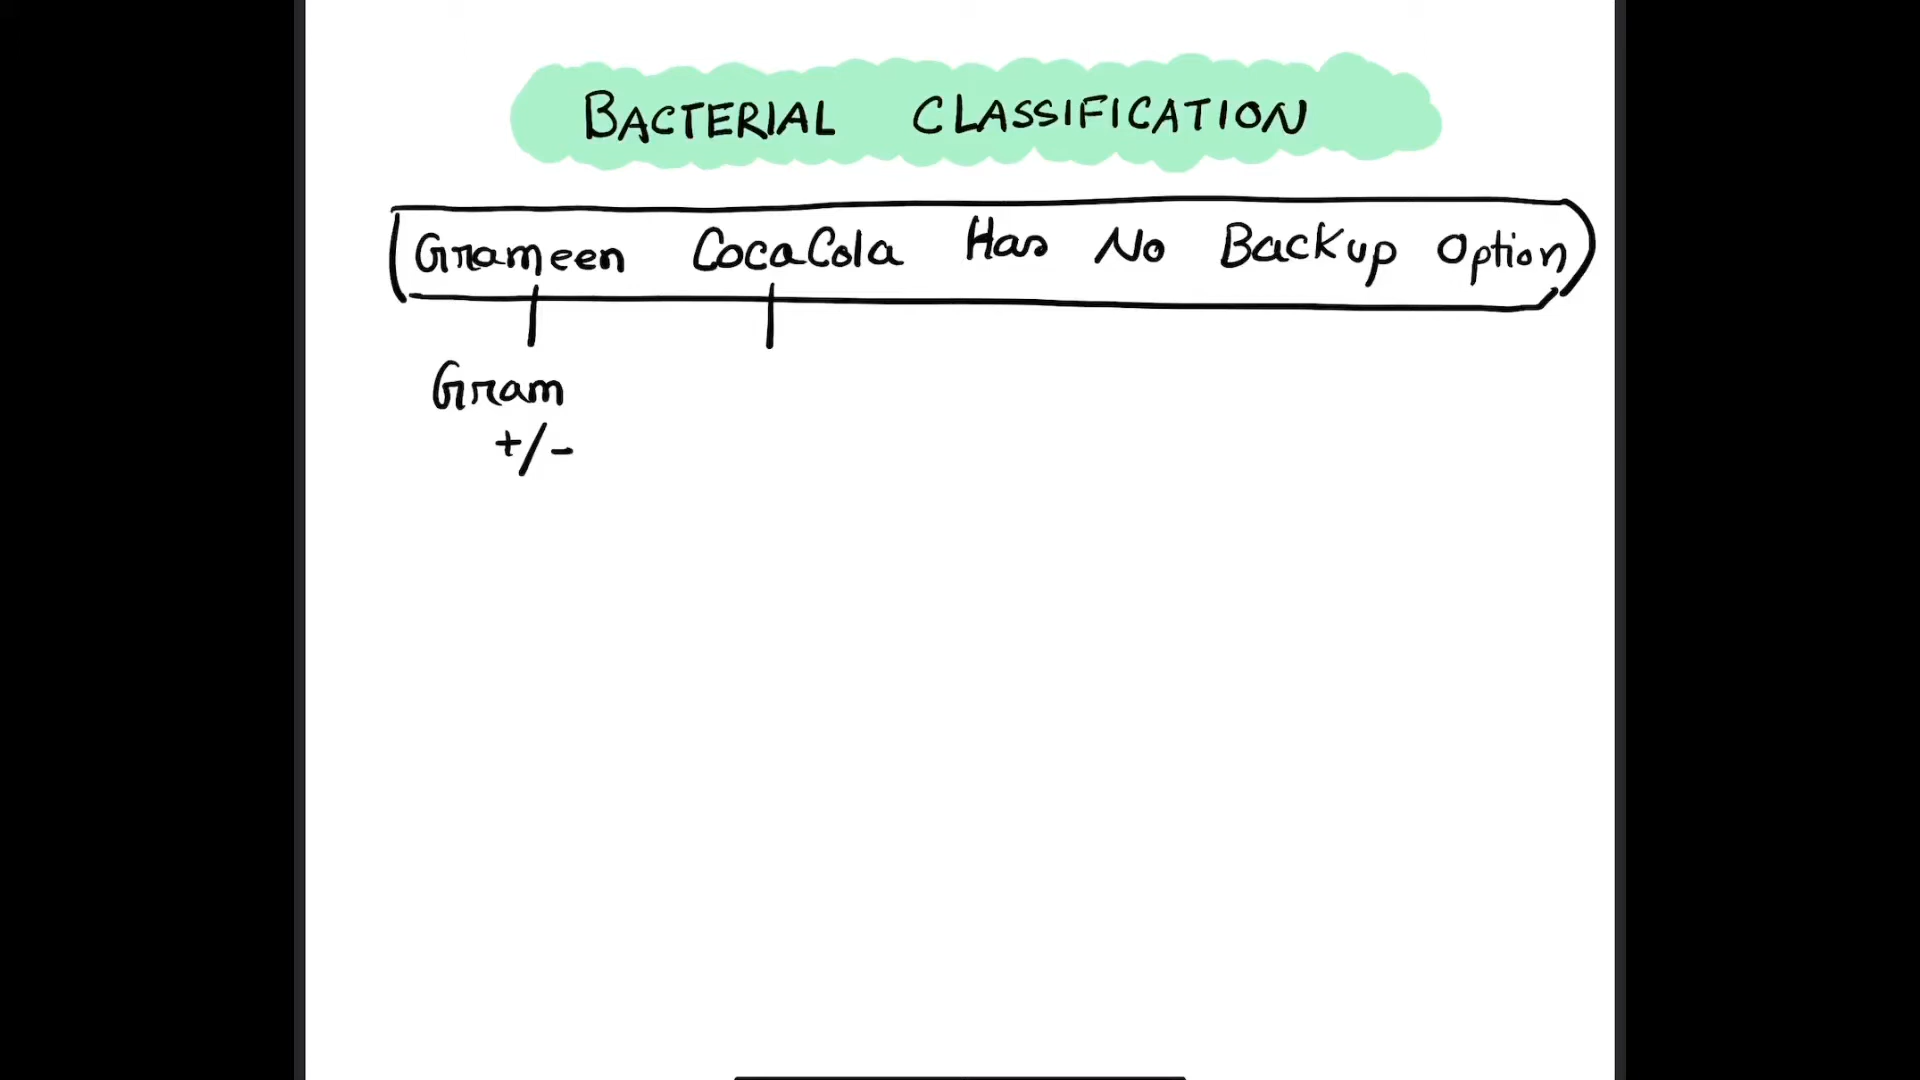 BACTERIAL CLASSIFICATION
Grameen CocaCola Has No Backup Option
Gram
+/-